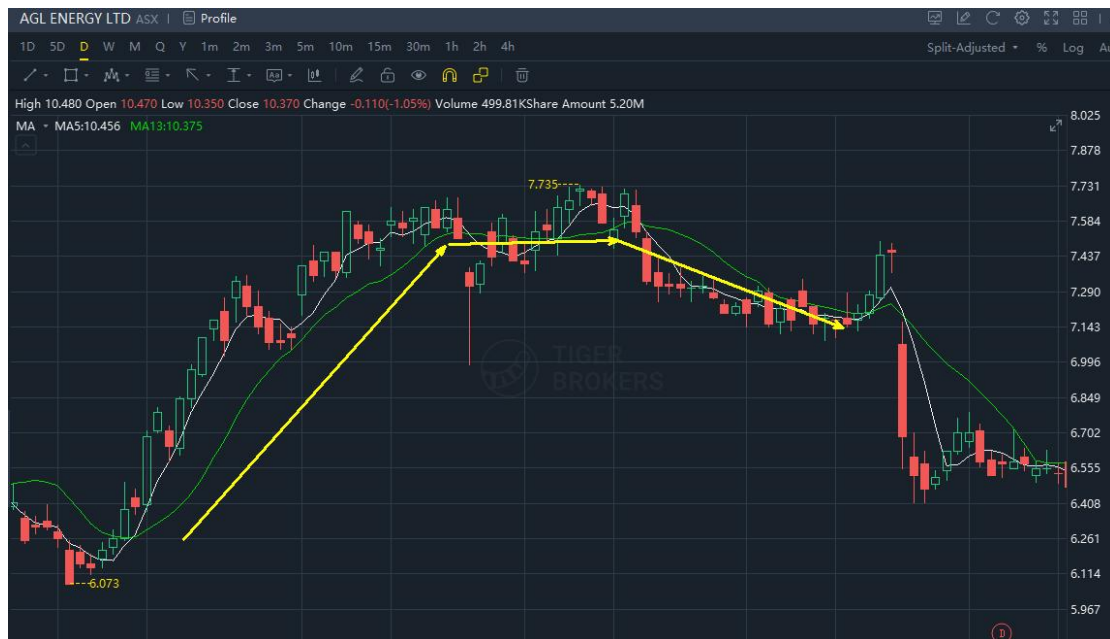 AGL ENERGY LTD ASX | Profile
1D 5D D W M Q Y 1m 2m 3m 5m 10m 15m 30m 1h 2h 4h Split-Adjusted % Log Au
High 10.480 Open 10.470 Low 10.350 Close 10.370 Change -0.110(-1.05%) Volume 499.81KShare Amount 5.20M
MA MA5:10.456 MA13:10.375
8.025
7.878
7.735
7.731
7.584
7.437
7.290
7.143
TIGER
BROKERS
6.996
6.849
6.702
6.555
6.408
6.261
6.114
6.073
5.967
D